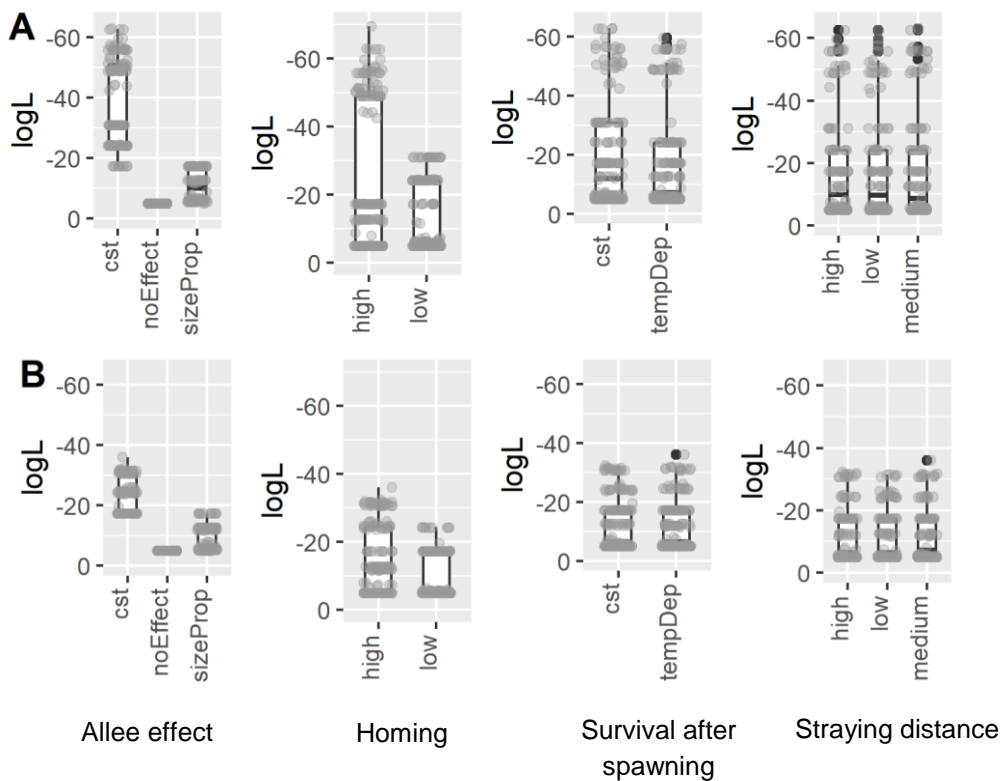 A
logL
-60
-40
-20
0
cst
noEffect
sizeProp
logL
-60
-40
-20
0
high
low
logL
-60
-40
-20
0
cst
tempDep
logL
-60
-40
-20
0
high
low
medium
B
logL
-60
-40
-20
0
cst
noEffect
sizeProp
logL
-60
-40
-20
0
high
low
logL
-60
-40
-20
0
cst
tempDep
logL
-60
-40
-20
0
high
low
medium
Allee effect
Homing
Survival after
spawning
Straying distance